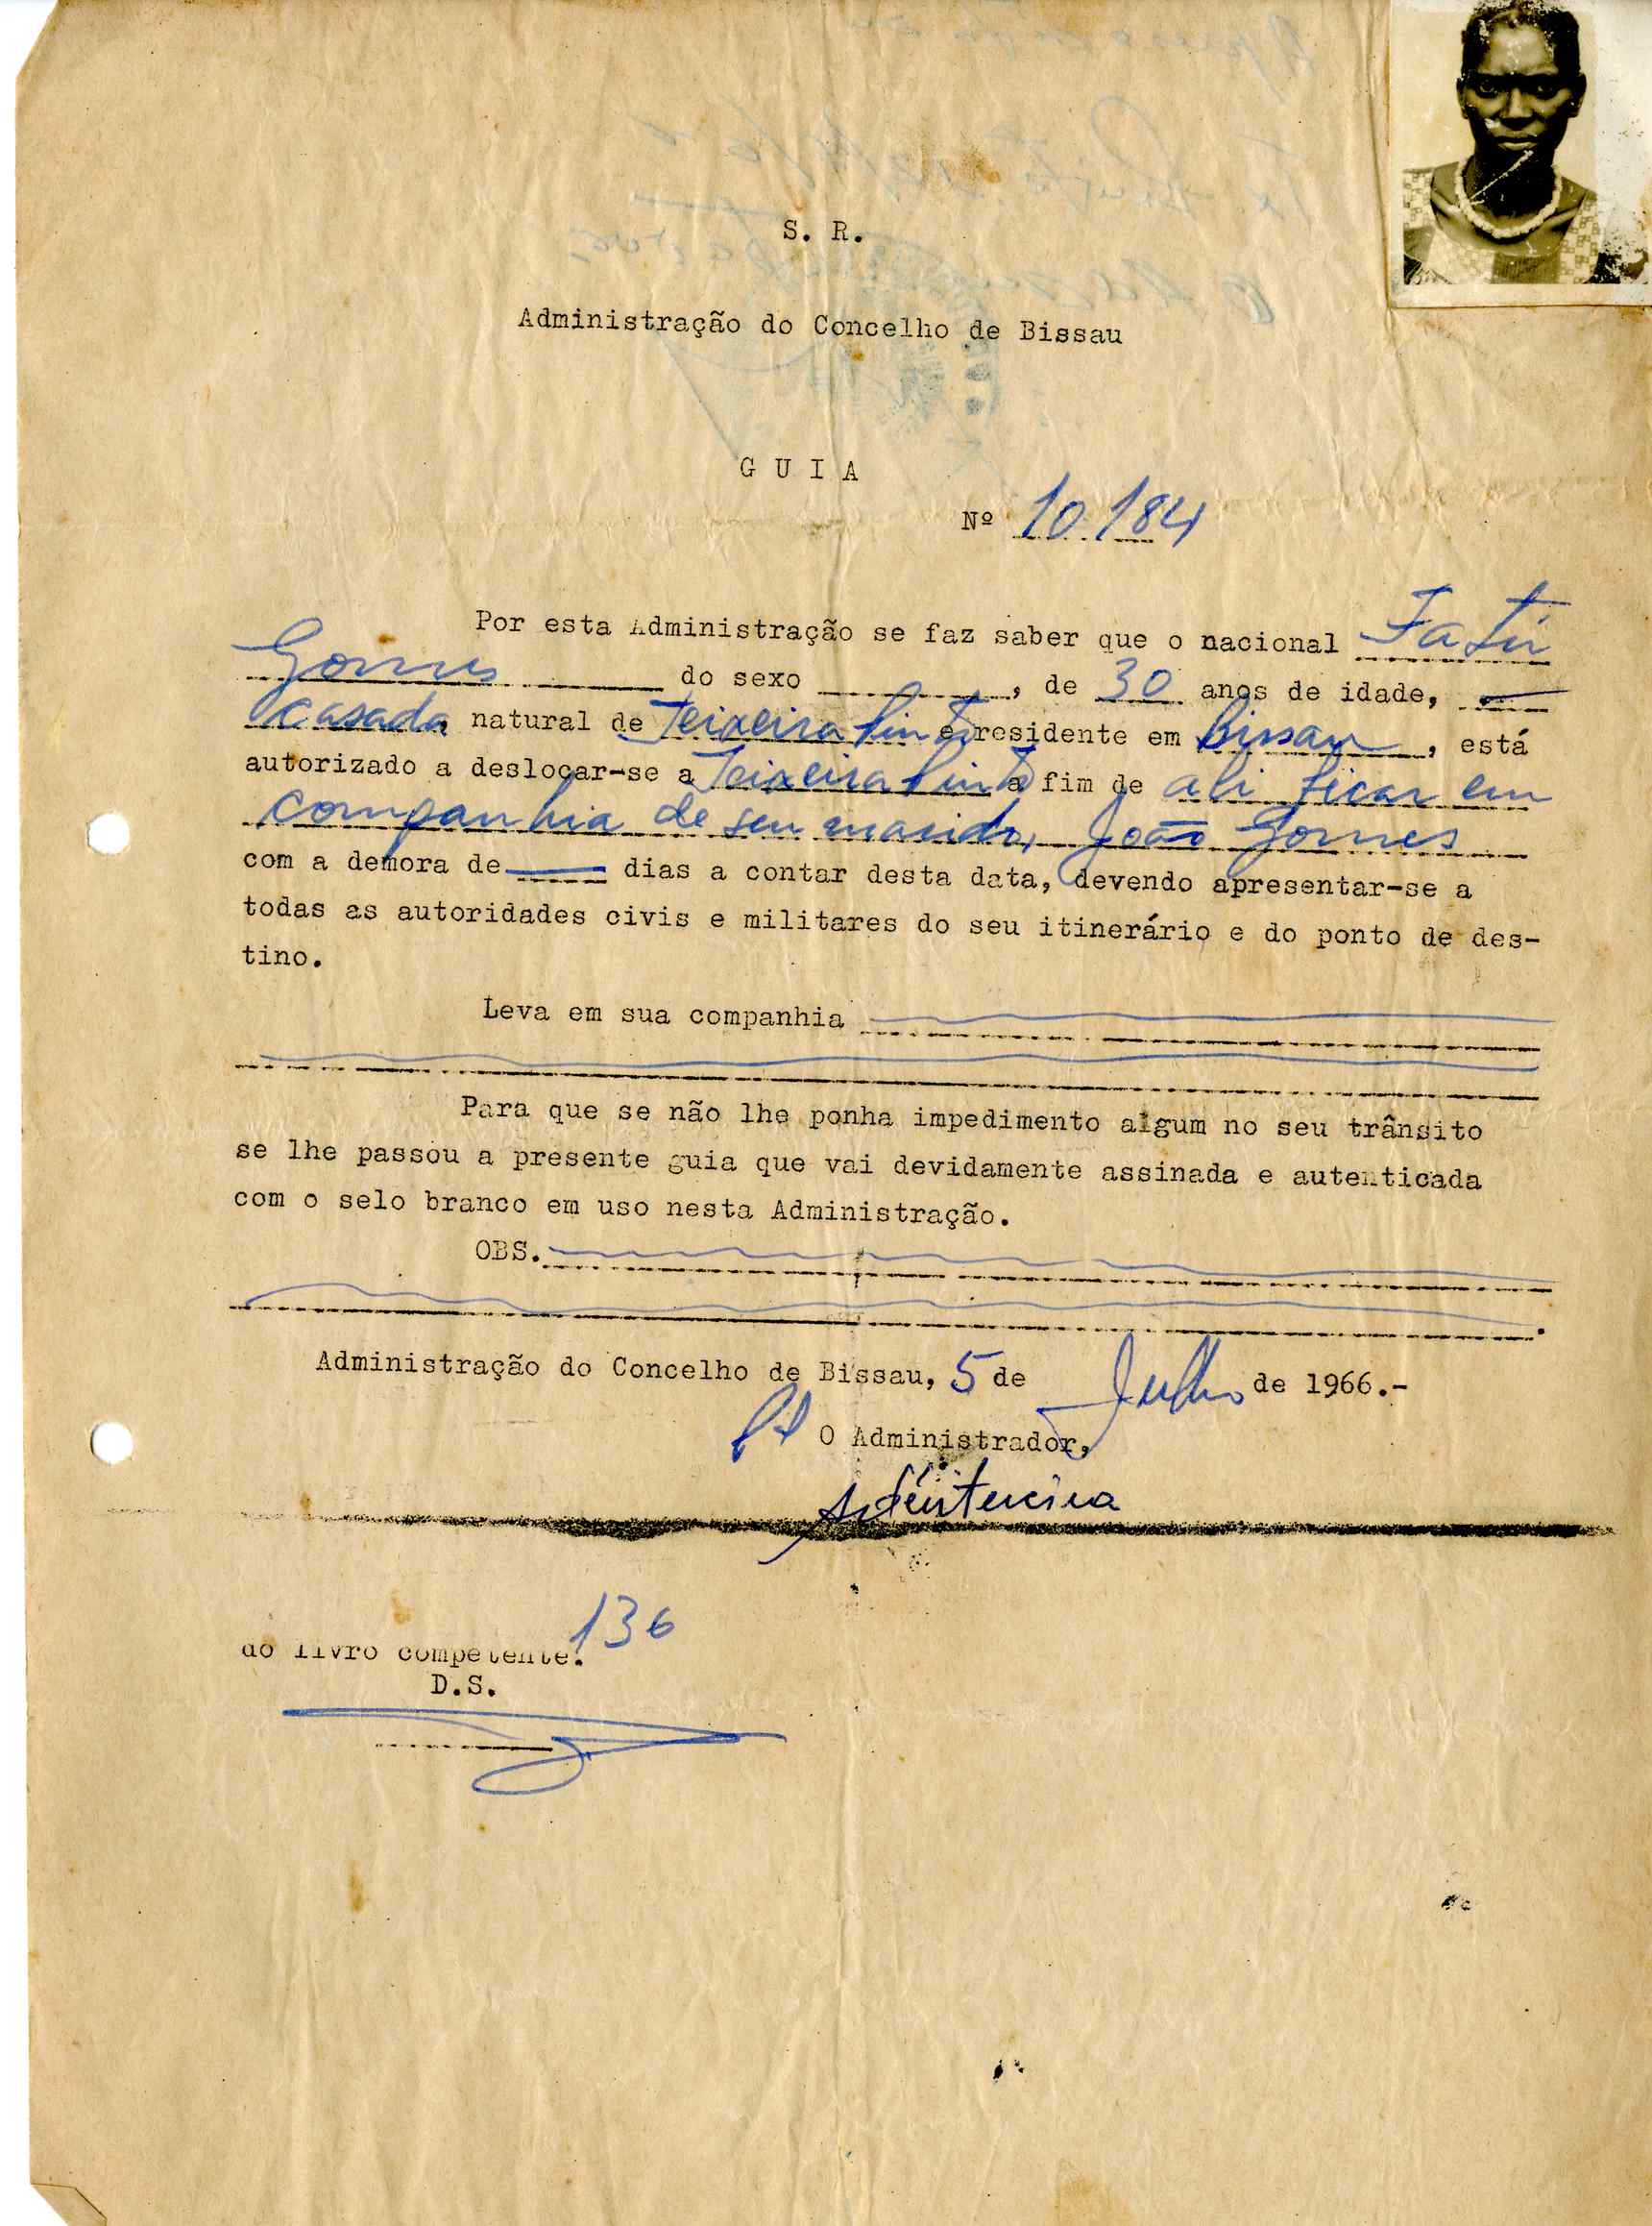 S. R.
Administração do Concelho de Bissau
G U I A
Nº 10.184
Por esta Administração se faz saber que o nacional Fatú
Gomes do sexo , de 30 anos de idade,
casada natural de Teixeira Pinto e residente em Bissau , está
autorizado a deslocar-se a Teixeira Pinto a fim de ali ficar em
companhia de seu marido, João Gomes
com a demora de dias a contar desta data, devendo apresentar-se a
todas as autoridades civis e militares do seu itinerário e do ponto de des-
tino.
Leva em sua companhia
Para que se não lhe ponha impedimento algum no seu trânsito
se lhe passou a presente guia que vai devidamente assinada e autenticada
com o selo branco em uso nesta Administração.
OBS.
Administração do Concelho de Bissau, 5 de Julho de 1966.-
O Administrador,
136
do livro competente.
D.S.